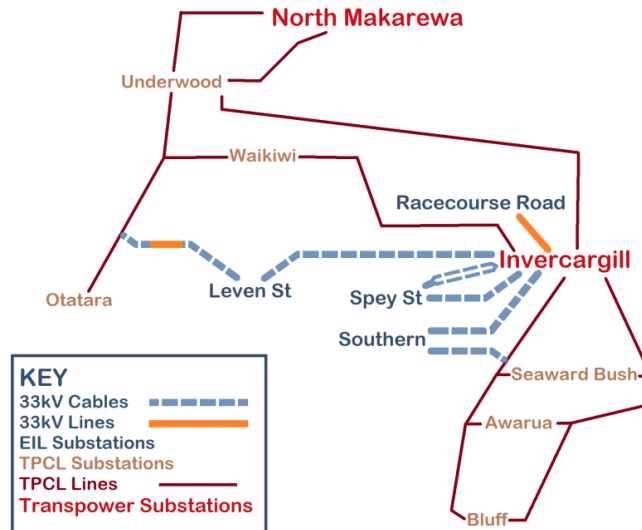 North Makarewa
Underwood
Waikiwi
Racecourse Road
Invercargill
Leven St
Spey St
Otatara
Southern
Seaward Bush
Awarua
Bluff
KEY
33kV Cables
33kV Lines
EIL Substations
TPCL Substations
TPCL Lines
Transpower Substations